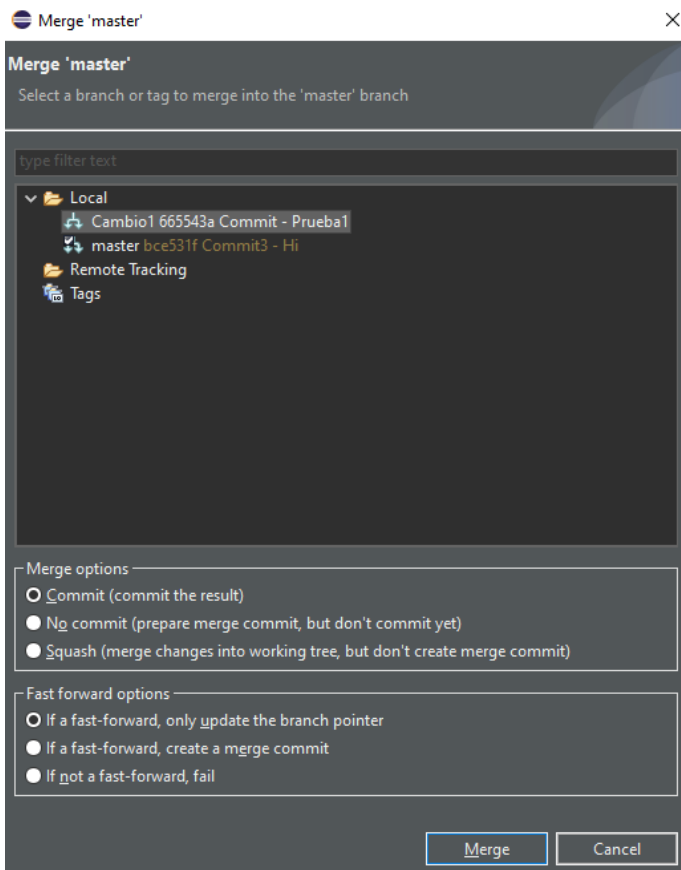 Merge 'master'
Merge 'master'
Select a branch or tag to merge into the 'master' branch
type filter text
Local
Cambio1 665543a Commit - Prueba1
master bce531f Commit3 - Hi
Remote Tracking
Tags
Merge options
Commit (commit the result)
No commit (prepare merge commit, but don't commit yet)
Squash (merge changes into working tree, but don't create merge commit)
Fast forward options
If a fast-forward, only update the branch pointer
If a fast-forward, create a merge commit
If not a fast-forward, fail
Merge Cancel